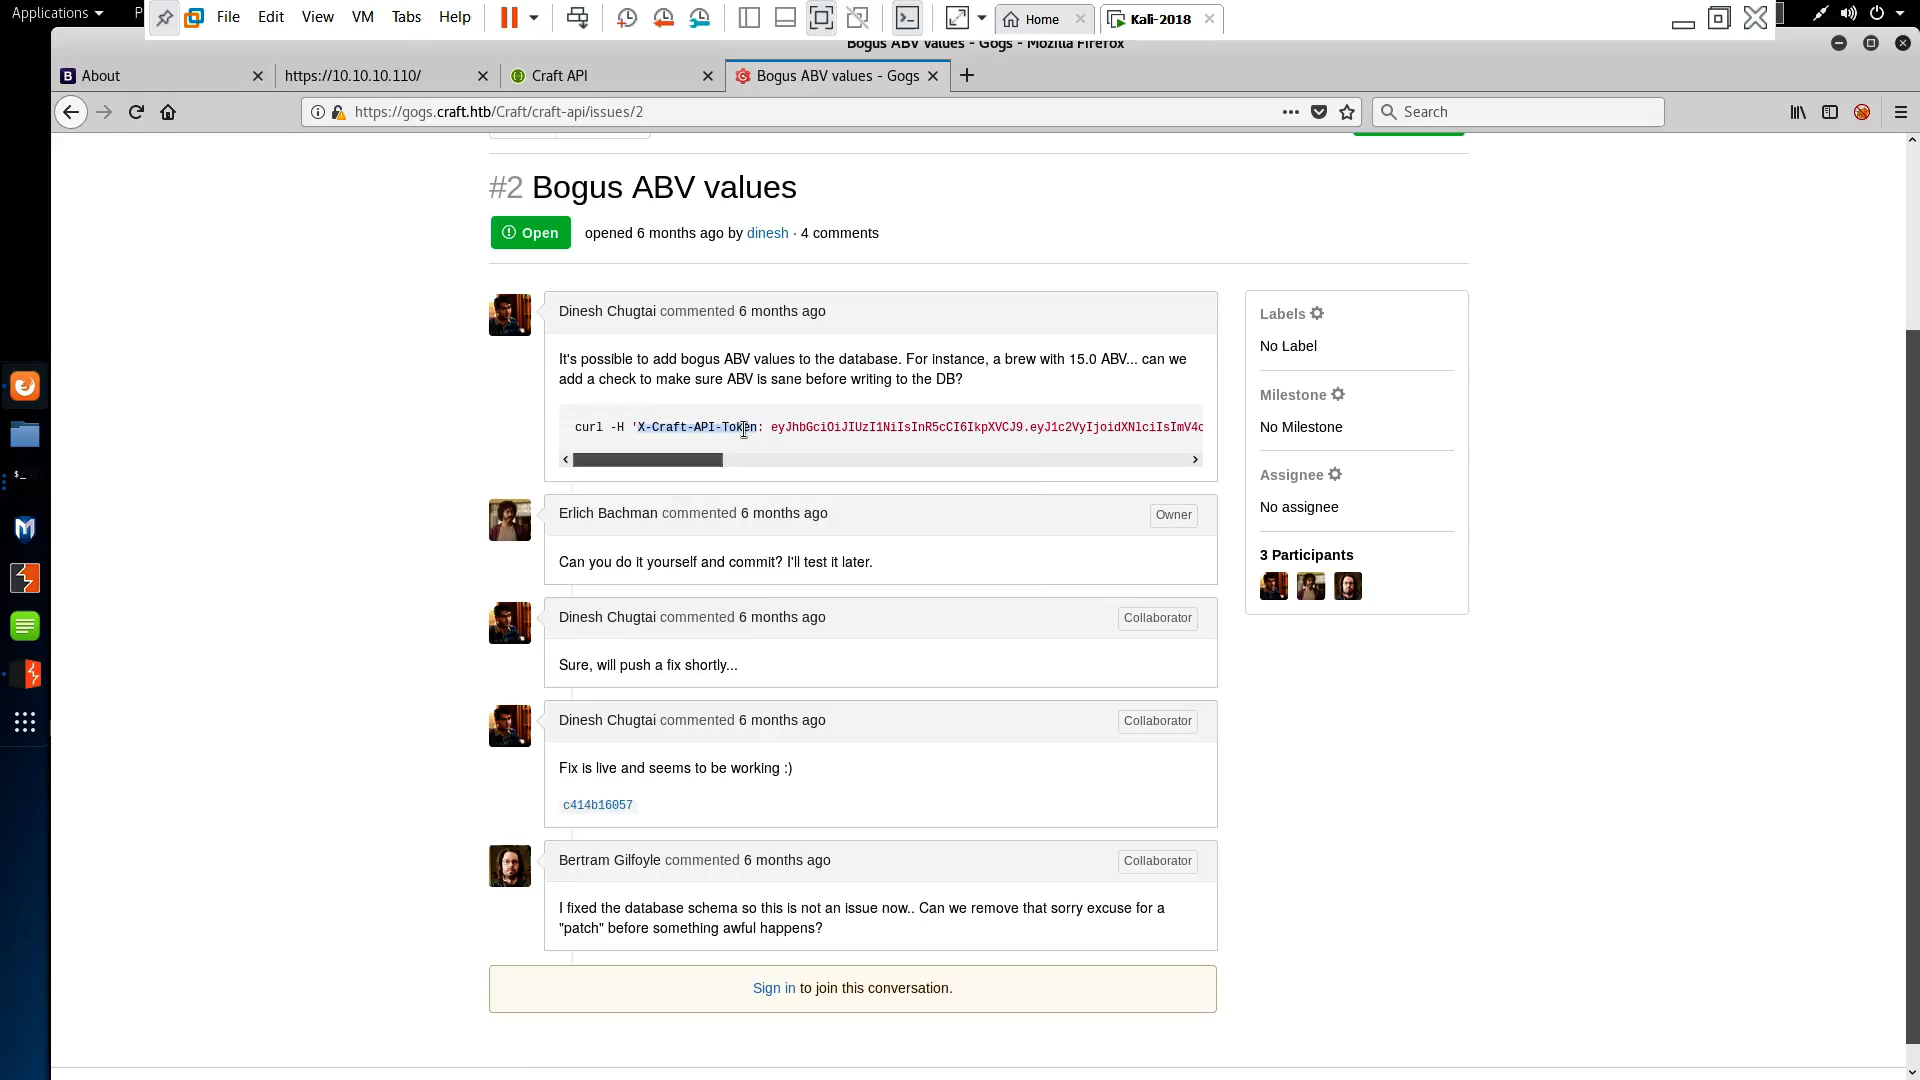 Applications
P
File Edit View VM Tabs Help
Home
Kali-2018
Bogus ABV values - Gogs - Mozilla Firefox
About
https://10.10.10.110/
Craft API
Bogus ABV values - Gogs
https://gogs.craft.htb/Craft/craft-api/issues/2
Search
#2 Bogus ABV values
Open
opened 6 months ago by dinesh · 4 comments
Dinesh Chugtai commented 6 months ago
It's possible to add bogus ABV values to the database. For instance, a brew with 15.0 ABV... can we
add a check to make sure ABV is sane before writing to the DB?
curl -H 'X-Craft-API-Token: eyJhbGciOiJIUzI1NiIsInR5cCI6IkpXVCJ9.eyJ1c2VyIjoidXNlciIsImV4c
Erlich Bachman commented 6 months ago
Owner
Can you do it yourself and commit? I'll test it later.
Dinesh Chugtai commented 6 months ago
Collaborator
Sure, will push a fix shortly...
Dinesh Chugtai commented 6 months ago
Collaborator
Fix is live and seems to be working :)
c414b16057
Bertram Gilfoyle commented 6 months ago
Collaborator
I fixed the database schema so this is not an issue now.. Can we remove that sorry excuse for a
"patch" before something awful happens?
Sign in to join this conversation.
Labels
No Label
Milestone
No Milestone
Assignee
No assignee
3 Participants